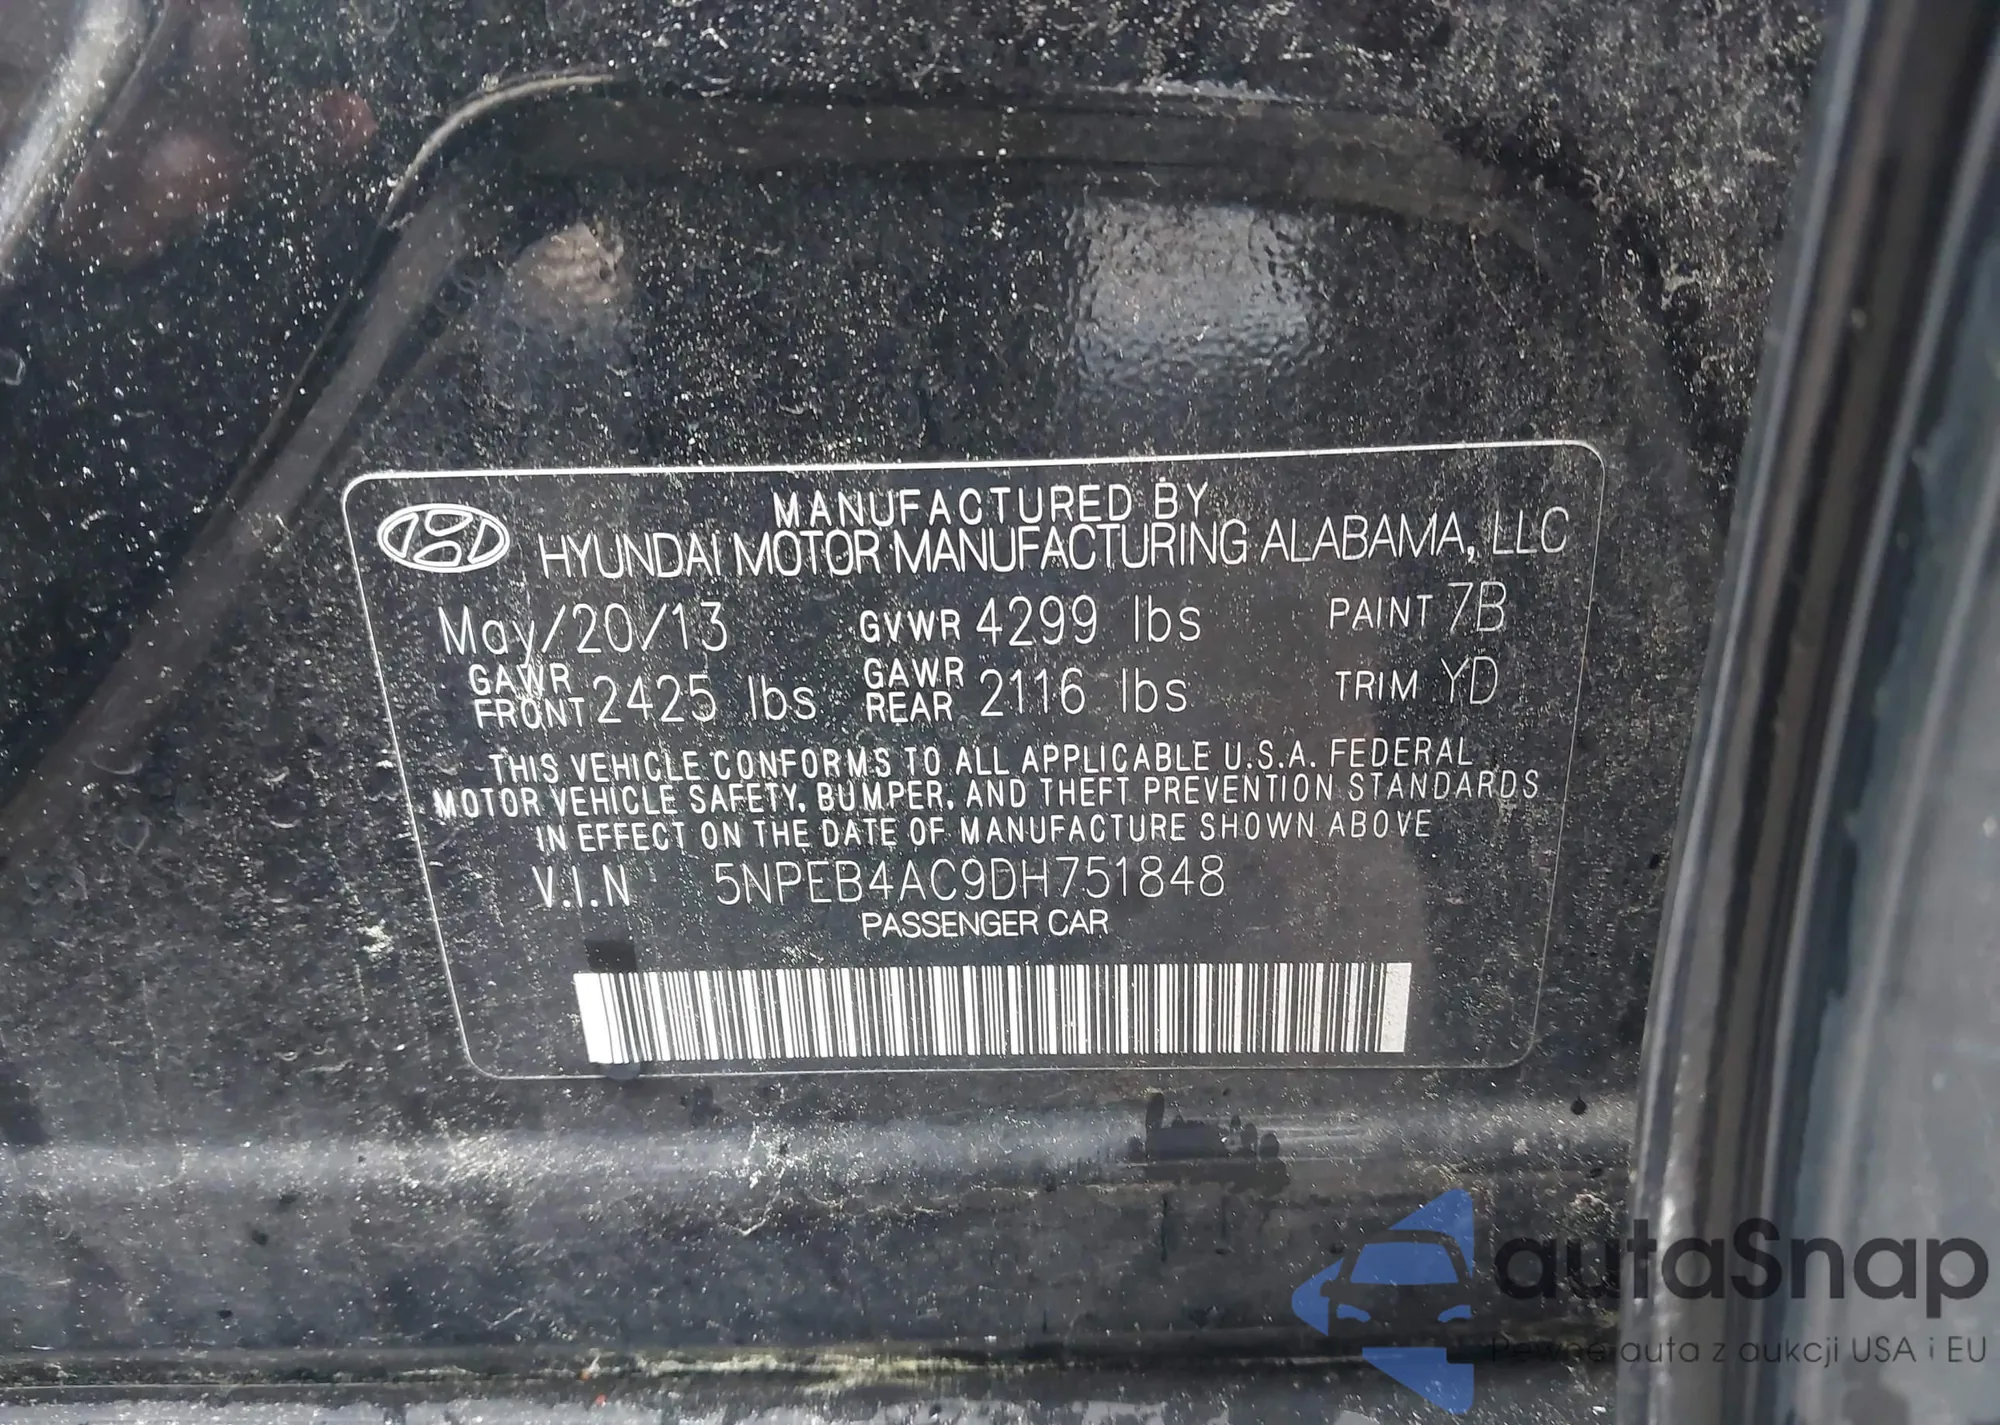 MANUFACTURED BY
HYUNDAI MOTOR MANUFACTURING ALABAMA, LLC
May/20/13 GVWR 4299 lbs PAINT 7B
GAWR FRONT 2425 lbs GAWR REAR 2116 lbs TRIM YD
THIS VEHICLE CONFORMS TO ALL APPLICABLE U.S.A. FEDERAL
MOTOR VEHICLE SAFETY, BUMPER, AND THEFT PREVENTION STANDARDS
IN EFFECT ON THE DATE OF MANUFACTURE SHOWN ABOVE
V.I.N 5NPEB4AC9DH751848
PASSENGER CAR
autaSnap
Pewne auta z aukcji USA i EU